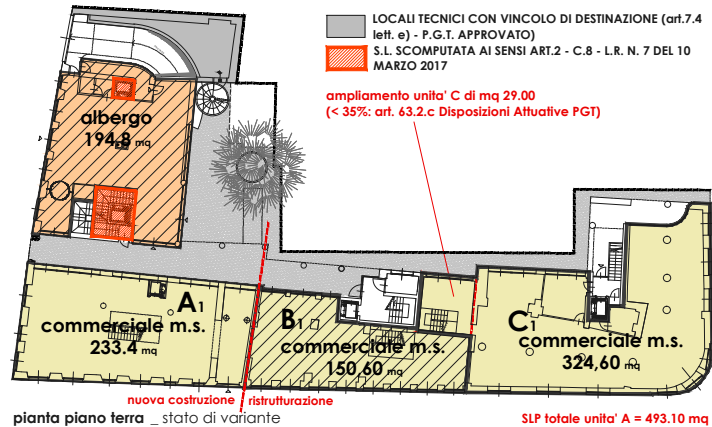 LOCALI TECNICI CON VINCOLO DI DESTINAZIONE (art.7.4
lett. e) - P.G.T. APPROVATO)
S.L. SCOMPUTATA AI SENSI ART.2 - C.8 - L.R. N. 7 DEL 10
MARZO 2017
ampliamento unita' C di mq 29.00
(< 35%: art. 63.2.c Disposizioni Attuative PGT)
albergo
194,8 mq
A1
commerciale m.s.
233.4 mq
B1
commerciale m.s.
150,60 mq
C1
commerciale m.s.
324,60 mq
nuova costruzione
ristrutturazione
pianta piano terra _ stato di variante
SLP totale unita' A = 493.10 mq